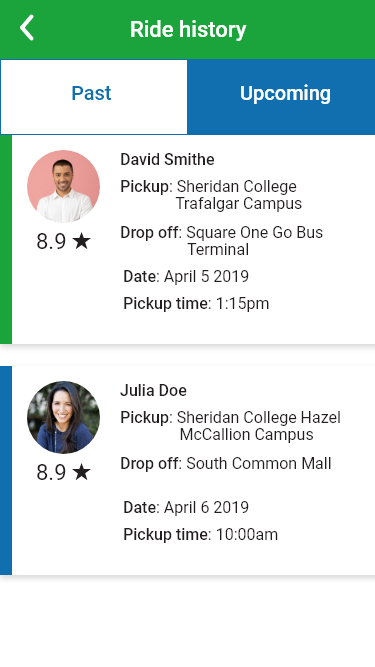 Ride history
Past
Upcoming
David Smithe
Pickup: Sheridan College
Trafalgar Campus
8.9 ★
Drop off: Square One Go Bus
Terminal
Date: April 5 2019
Pickup time: 1:15pm
Julia Doe
Pickup: Sheridan College Hazel
McCallion Campus
8.9 ★
Drop off: South Common Mall
Date: April 6 2019
Pickup time: 10:00am